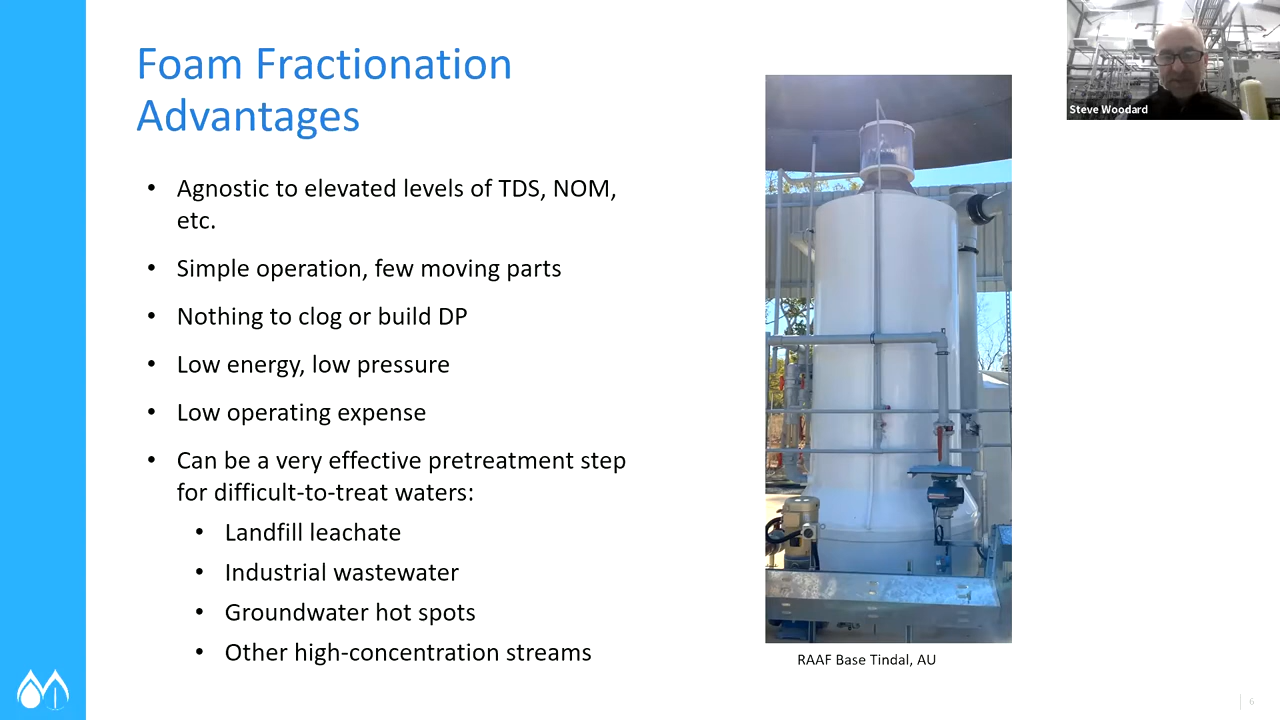 Foam Fractionation
Advantages
• Agnostic to elevated levels of TDS, NOM,
etc.
• Simple operation, few moving parts
• Nothing to clog or build DP
• Low energy, low pressure
• Low operating expense
• Can be a very effective pretreatment step
for difficult-to-treat waters:
• Landfill leachate
• Industrial wastewater
• Groundwater hot spots
• Other high-concentration streams
RAAF Base Tindal, AU
Steve Woodard
6